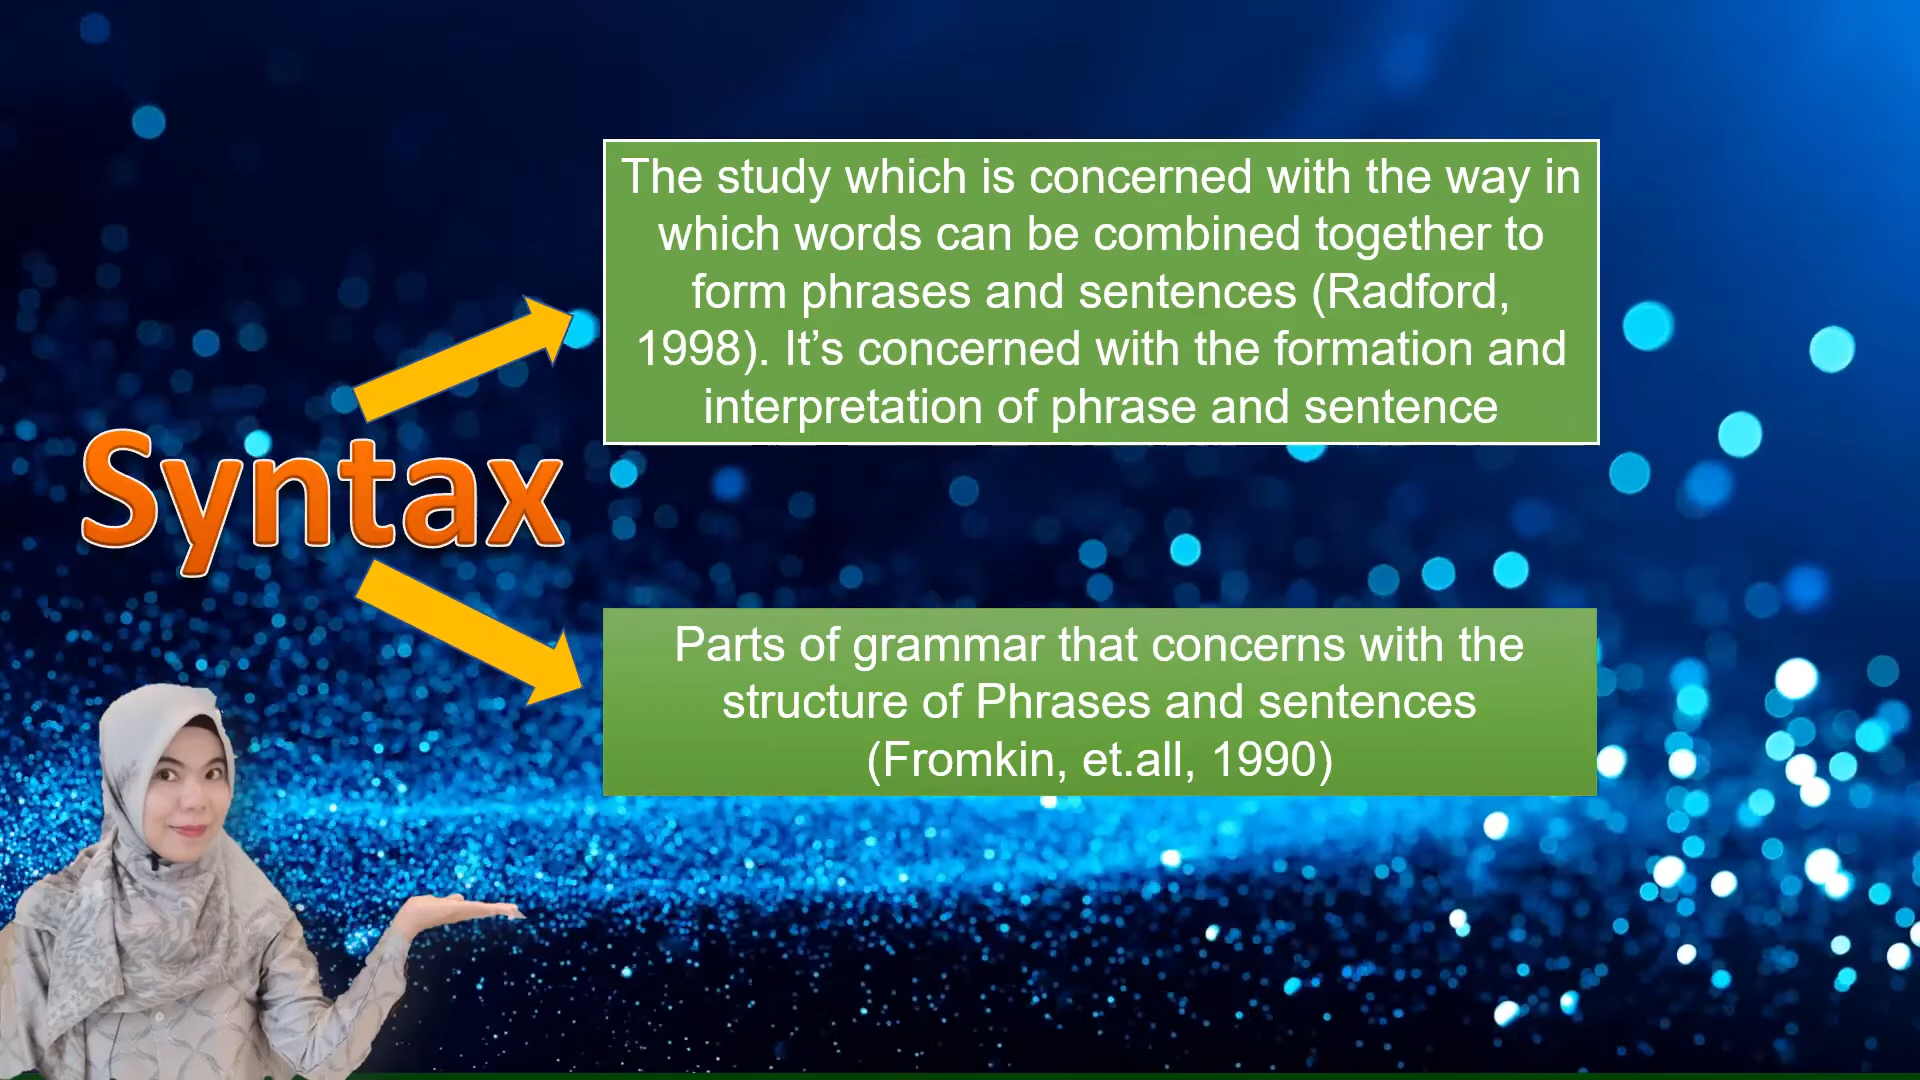 The study which is concerned with the way in
which words can be combined together to
form phrases and sentences (Radford,
1998). It’s concerned with the formation and
interpretation of phrase and sentence
Syntax
Parts of grammar that concerns with the
structure of Phrases and sentences
(Fromkin, et.all, 1990)